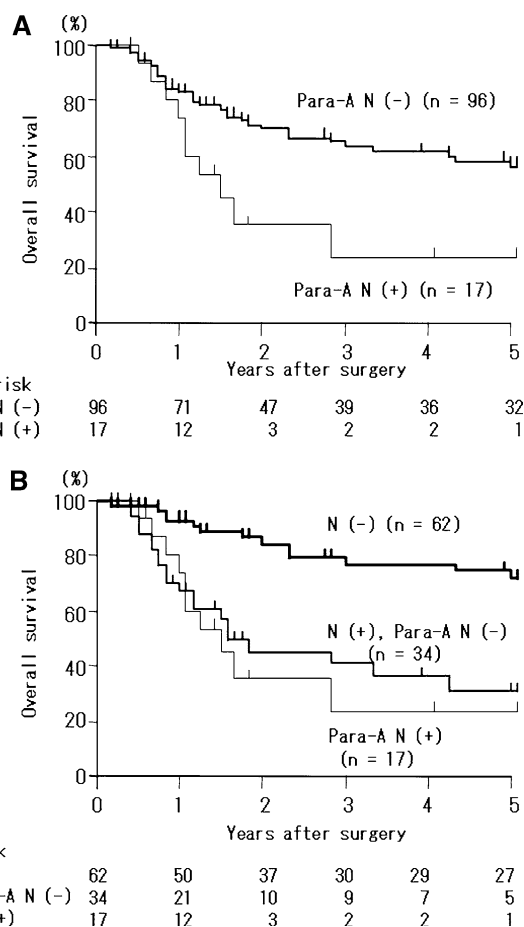 A (%)
100
80
60
40
20
0
Overall survival
Para-A N (-) (n = 96)
Para-A N (+) (n = 17)
0 1 2 3 4 5
Years after surgery
risk
N (-) 96 71 47 39 36 32
N (+) 17 12 3 2 2 1
B (%)
100
80
60
40
20
0
Overall survival
N (-) (n = 62)
N (+), Para-A N (-)
(n = 34)
Para-A N (+)
(n = 17)
0 1 2 3 4 5
Years after surgery
k
62 50 37 30 29 27
-A N (-) 34 21 10 9 7 5
+) 17 12 3 2 2 1